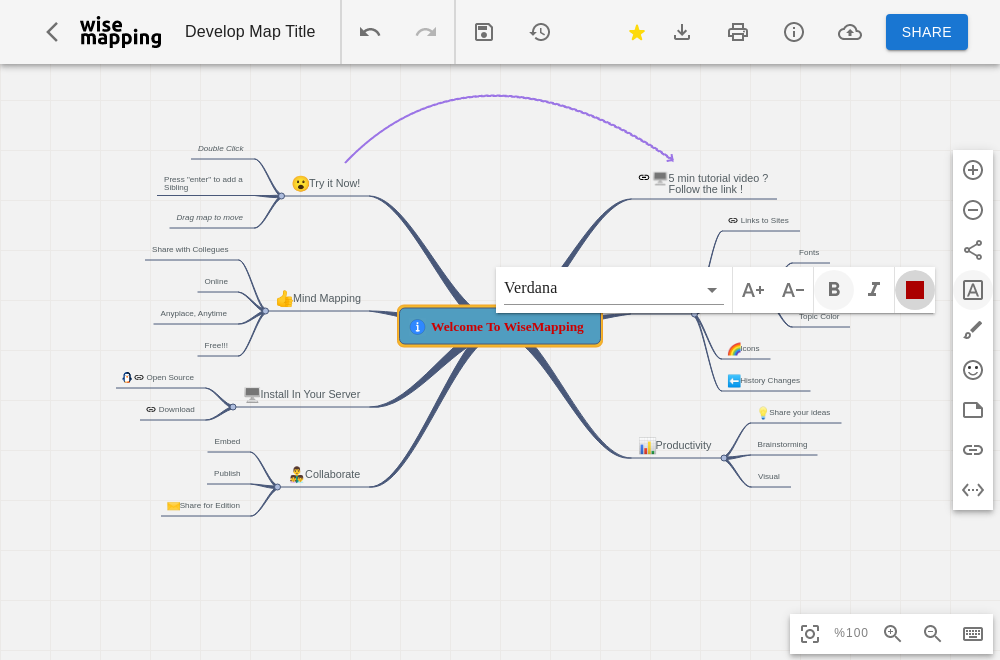 wise
mapping
Develop Map Title
SHARE
Double Click
Press "enter" to add a
Sibling
Drag map to move
Try it Now!
5 min tutorial video ?
Follow the link !
Links to Sites
Fonts
Topic Color
Share with Collegues
Online
Anyplace, Anytime
Free!!!
Mind Mapping
Verdana
A+
A-
B
I
A
Welcome To WiseMapping
Icons
History Changes
Open Source
Download
Install In Your Server
Share your ideas
Brainstorming
Visual
Productivity
Embed
Publish
Share for Edition
Collaborate
%100